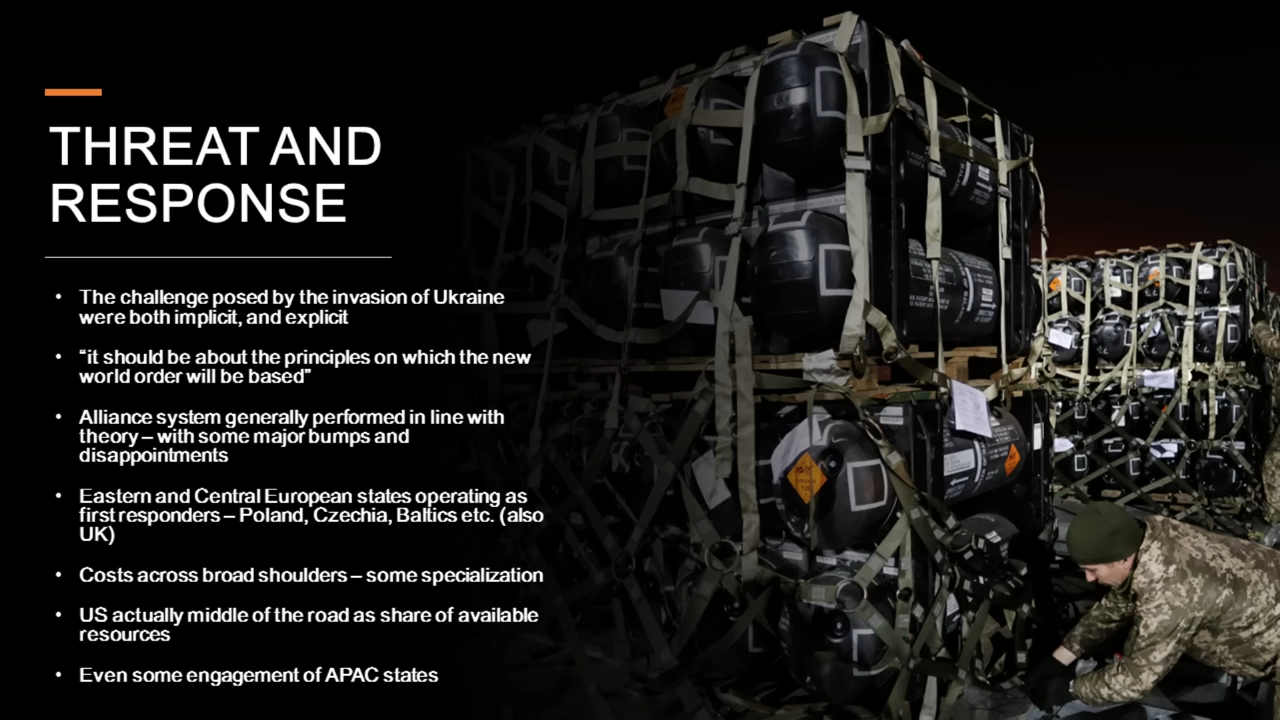 THREAT AND
RESPONSE
• The challenge posed by the invasion of Ukraine
were both implicit, and explicit
• “it should be about the principles on which the new
world order will be based”
• Alliance system generally performed in line with
theory – with some major bumps and
disappointments
• Eastern and Central European states operating as
first responders – Poland, Czechia, Baltics etc. (also
UK)
• Costs across broad shoulders – some specialization
• US actually middle of the road as share of available
resources
• Even some engagement of APAC states